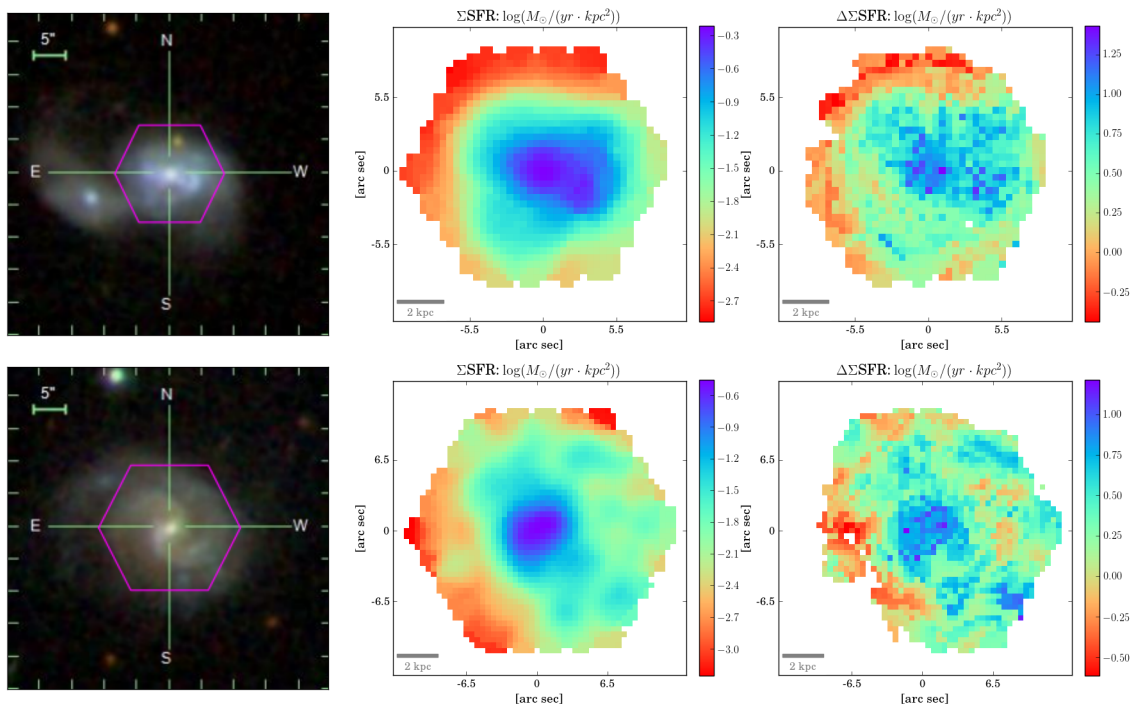 5"
N
E
W
S
ΣSFR: log(M⊙/(yr · kpc²))
[arc sec]
5.5
0
-5.5
2 kpc
-5.5 0 5.5
[arc sec]
−0.3
−0.6
−0.9
−1.2
−1.5
−1.8
−2.1
−2.4
−2.7
ΔΣSFR: log(M⊙/(yr · kpc²))
[arc sec]
5.5
0
-5.5
2 kpc
-5.5 0 5.5
[arc sec]
1.25
1.00
0.75
0.50
0.25
0.00
−0.25
5"
N
E
W
S
ΣSFR: log(M⊙/(yr · kpc²))
[arc sec]
6.5
0
-6.5
2 kpc
-6.5 0 6.5
[arc sec]
−0.6
−0.9
−1.2
−1.5
−1.8
−2.1
−2.4
−2.7
−3.0
ΔΣSFR: log(M⊙/(yr · kpc²))
[arc sec]
6.5
0
-6.5
2 kpc
-6.5 0 6.5
[arc sec]
1.00
0.75
0.50
0.25
0.00
−0.25
−0.50